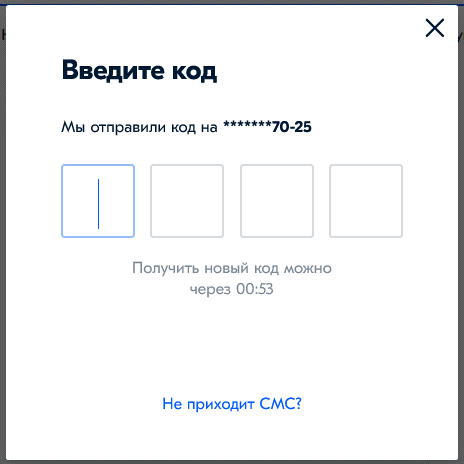 Введите код
Мы отправили код на *******70-25
Получить новый код можно
через 00:53
Не приходит СМС?